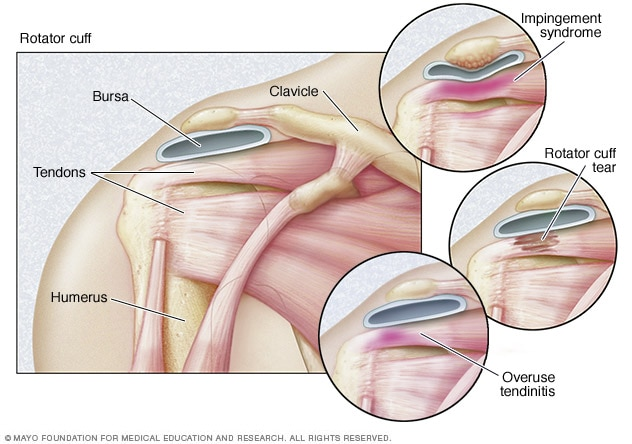 Impingement
syndrome
Rotator cuff
Clavicle
Bursa
Rotator cuff
tear
Tendons
Humerus
Overuse
tendinitis
© MAYO FOUNDATION FOR MEDICAL EDUCATION AND RESEARCH. ALL RIGHTS RESERVED.